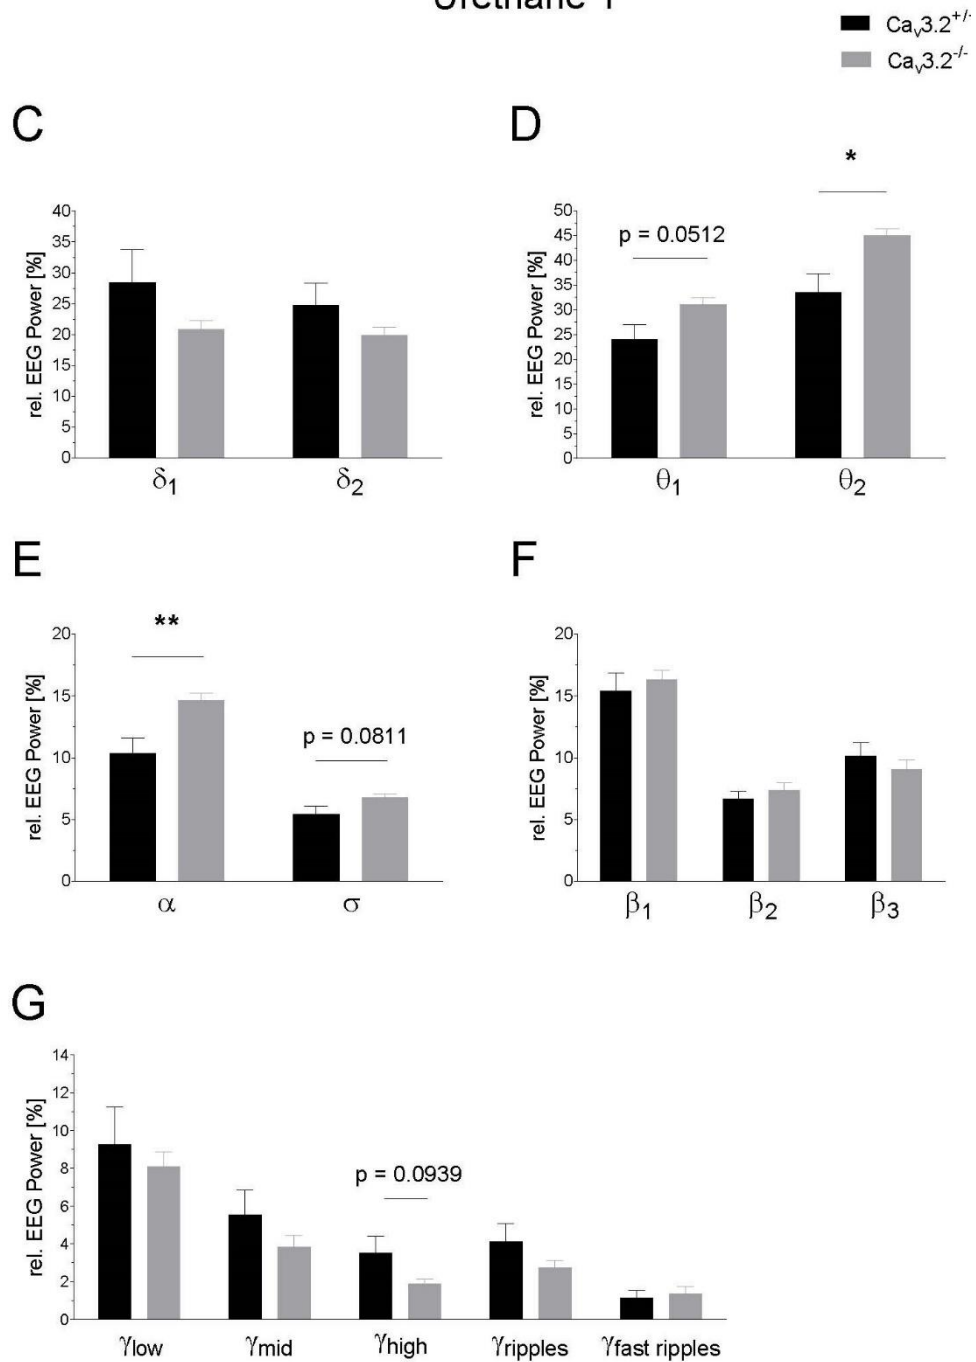 Urethane 1
Caᵥ3.2⁺/⁻
Caᵥ3.2⁻/⁻
C
rel. EEG Power [%]
40
35
30
25
20
15
10
5
0
δ₁ δ₂
D
*
p = 0.0512
rel. EEG Power [%]
50
45
40
35
30
25
20
15
10
5
0
θ₁ θ₂
E
**
p = 0.0811
rel. EEG Power [%]
20
15
10
5
0
α σ
F
rel. EEG Power [%]
20
15
10
5
0
β₁ β₂ β₃
G
p = 0.0939
rel. EEG Power [%]
14
12
10
8
6
4
2
0
γlow γmid γhigh γripples γfast ripples